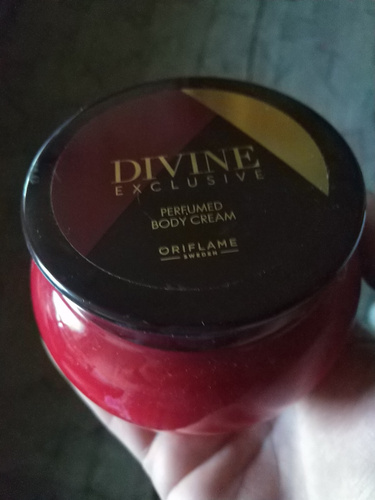 DIVINE
EXCLUSIVE
PERFUMED
BODY CREAM
ORIFLAME
SWEDEN